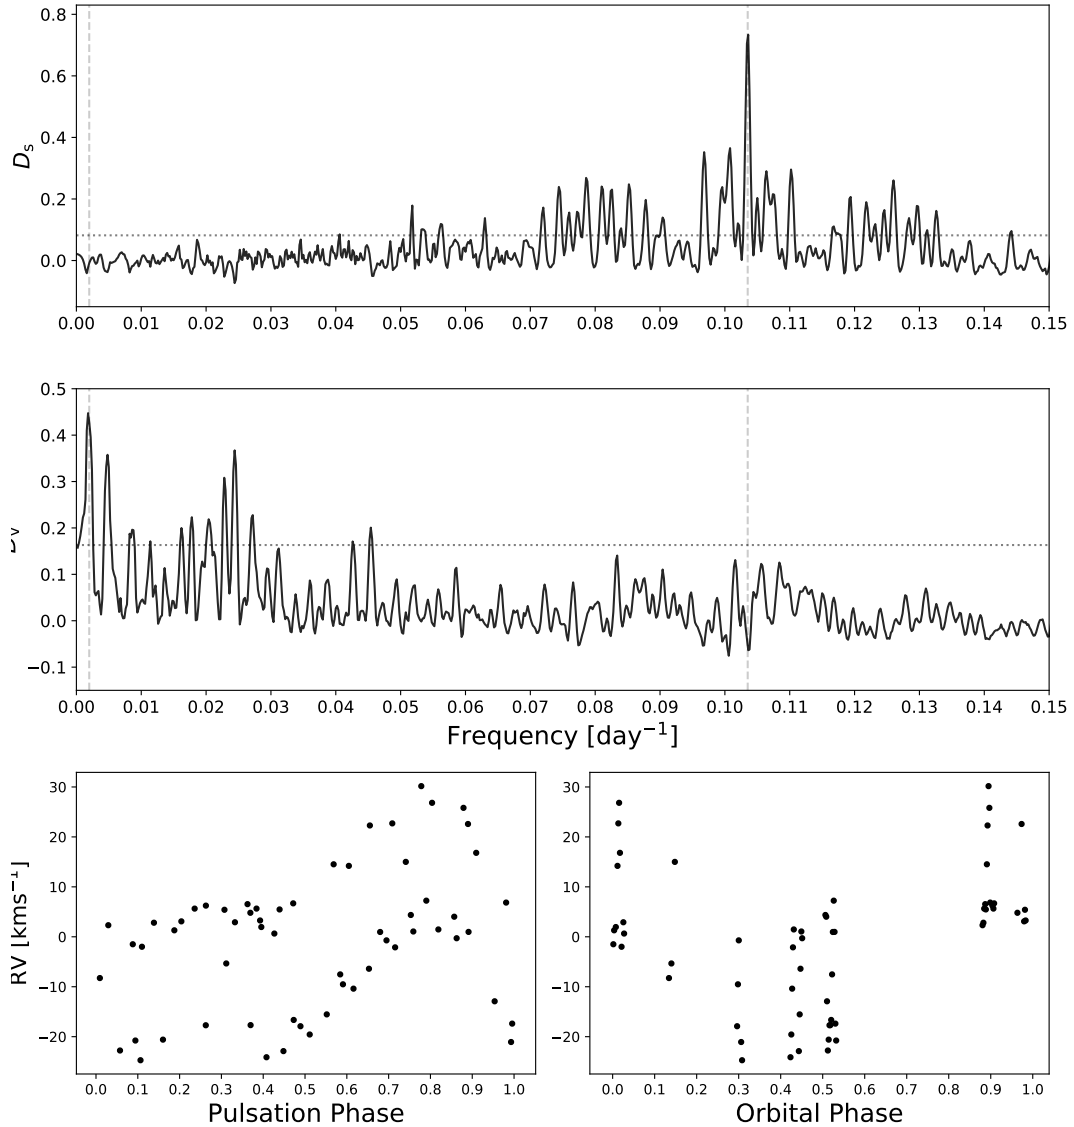 0.8
0.6
0.4
0.2
0.0
Ds
0.00 0.01 0.02 0.03 0.04 0.05 0.06 0.07 0.08 0.09 0.10 0.11 0.12 0.13 0.14 0.15
0.5
0.4
0.3
0.2
0.1
0.0
−0.1
0.00 0.01 0.02 0.03 0.04 0.05 0.06 0.07 0.08 0.09 0.10 0.11 0.12 0.13 0.14 0.15
Frequency [day⁻¹]
30
20
10
0
−10
−20
RV [kms⁻¹]
0.0 0.1 0.2 0.3 0.4 0.5 0.6 0.7 0.8 0.9 1.0
Pulsation Phase
30
20
10
0
−10
−20
0.0 0.1 0.2 0.3 0.4 0.5 0.6 0.7 0.8 0.9 1.0
Orbital Phase